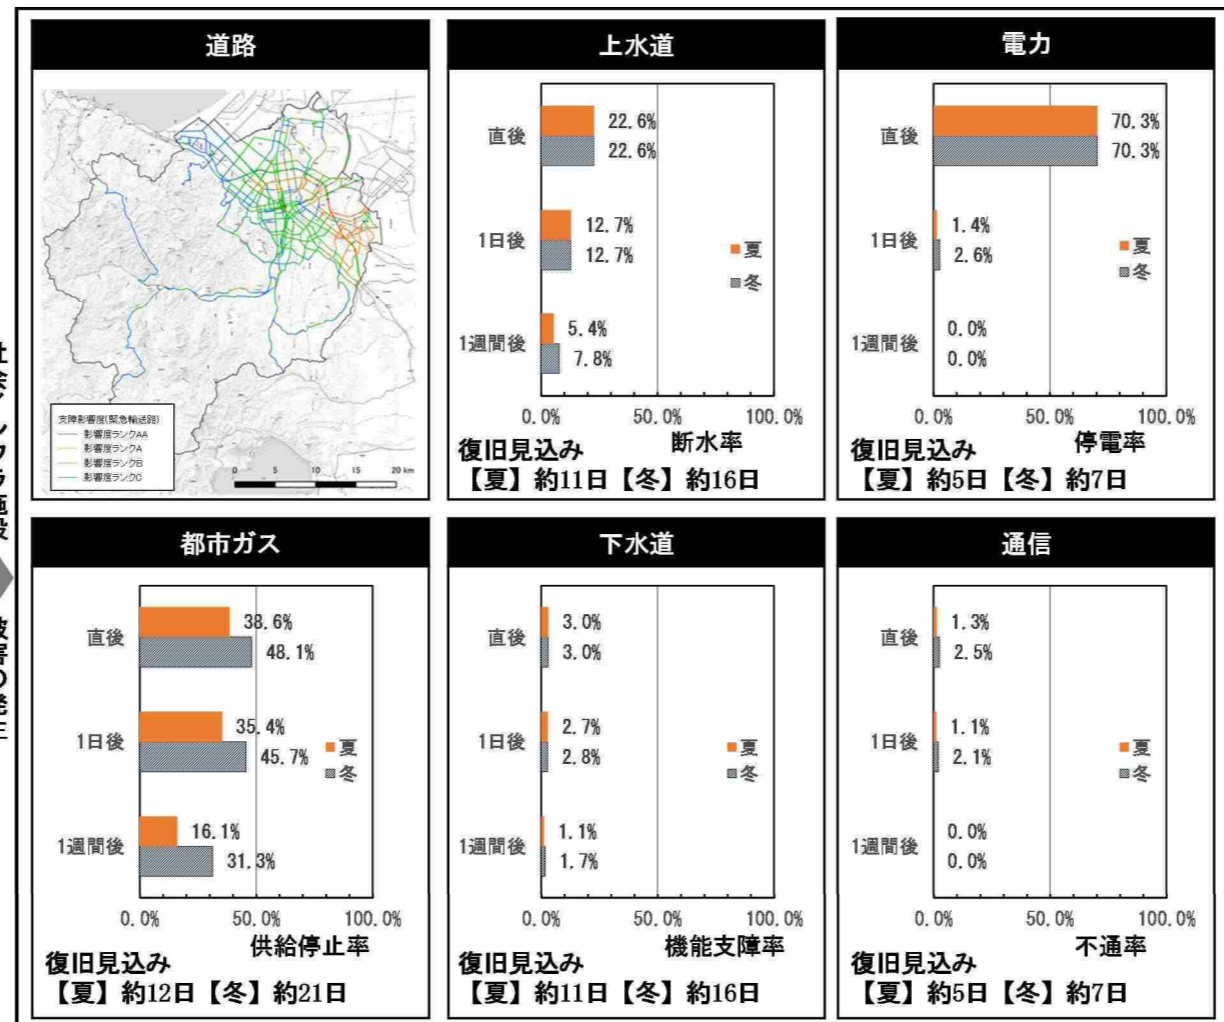 道路
支障影響度(緊急輸送路)
影響度ランクAA
影響度ランクA
影響度ランクB
影響度ランクC
0 5 10 15 20 km
上水道
直後
22.6%
22.6%
1日後
12.7%
12.7%
1週間後
5.4%
7.8%
夏
冬
0.0% 50.0% 100.0%
断水率
復旧見込み
【夏】約11日【冬】約16日
電力
直後
70.3%
70.3%
1日後
1.4%
2.6%
1週間後
0.0%
0.0%
夏
冬
0.0% 50.0% 100.0%
停電率
復旧見込み
【夏】約5日【冬】約7日
都市ガス
直後
38.6%
48.1%
1日後
35.4%
45.7%
1週間後
16.1%
31.3%
夏
冬
0.0% 50.0% 100.0%
供給停止率
復旧見込み
【夏】約12日【冬】約21日
下水道
直後
3.0%
3.0%
1日後
2.7%
2.8%
1週間後
1.1%
1.7%
夏
冬
0.0% 50.0% 100.0%
機能支障率
復旧見込み
【夏】約11日【冬】約16日
通信
直後
1.3%
2.5%
1日後
1.1%
2.1%
1週間後
0.0%
0.0%
夏
冬
0.0% 50.0% 100.0%
不通率
復旧見込み
【夏】約5日【冬】約7日